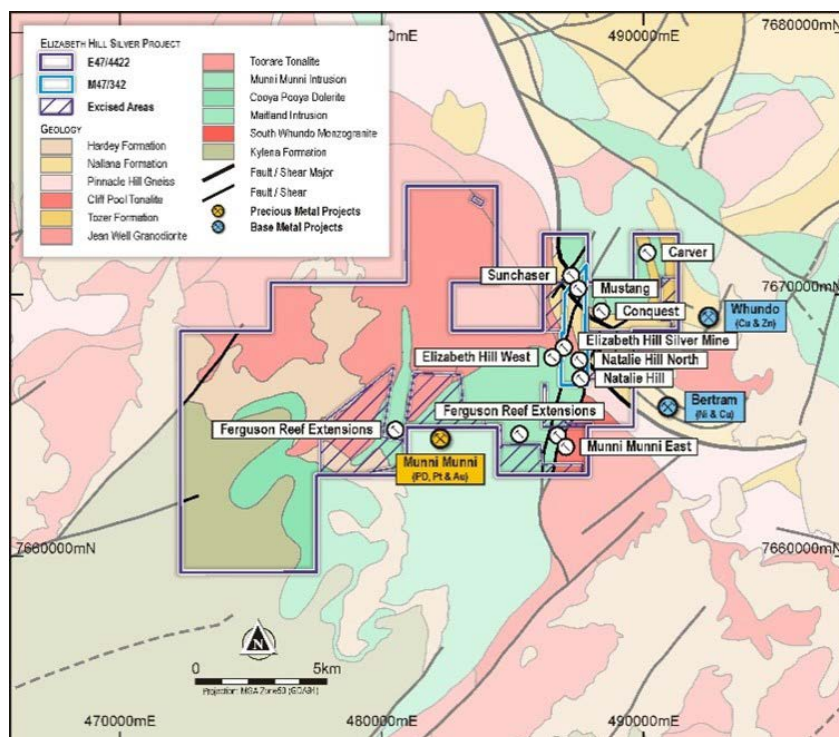 7680000mN
80000mE
490000mE
ELIZABETH HILL SILVER PROJECT
E47/4422
M47/342
Excised Areas
GEOLOGY
Hardey Formation
Nallana Formation
Pinnacle Hill Gneiss
Cliff Pool Tonalite
Tozer Formation
Jean Well Granodiorite
Toorare Tonalite
Munni Munni Intrusion
Cooya Pooya Dolerite
Maitland Intrusion
South Whundo Monzogranite
Kylena Formation
Fault / Shear Major
Fault / Shear
Precious Metal Projects
Base Metal Projects
Carver
Sunchaser
7670000mN
Mustang
Conquest
Whundo
(Cu & Zn)
Elizabeth Hill Silver Mine
Elizabeth Hill West
Natalie Hill North
Natalie Hill
Bertram
(Ni & Cu)
Ferguson Reef Extensions
Ferguson Reef Extensions
Munni Munni East
Munni Munni
(PD, Pt & Au)
7660000mN
7660000mN
N
0
5km
Projection: MGA Zone50 (GDA94)
470000mE
480000mE
490000mE